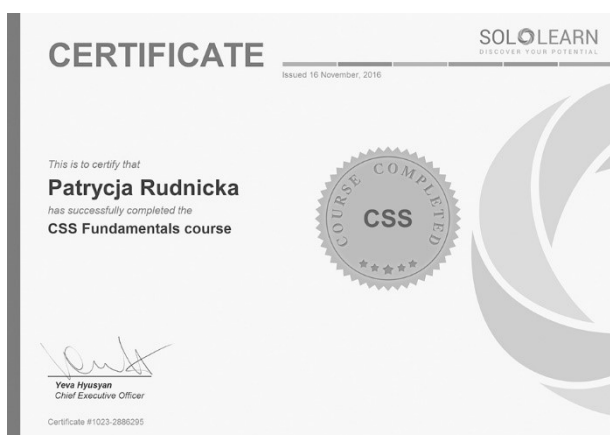 CERTIFICATE
SOLOLEARN
DISCOVER YOUR POTENTIAL
Issued 16 November, 2016
This is to certify that
Patrycja Rudnicka
has successfully completed the
CSS Fundamentals course
COURSE COMPLETED
CSS
Yeva Hyusyan
Chief Executive Officer
Certificate #1023-2886295